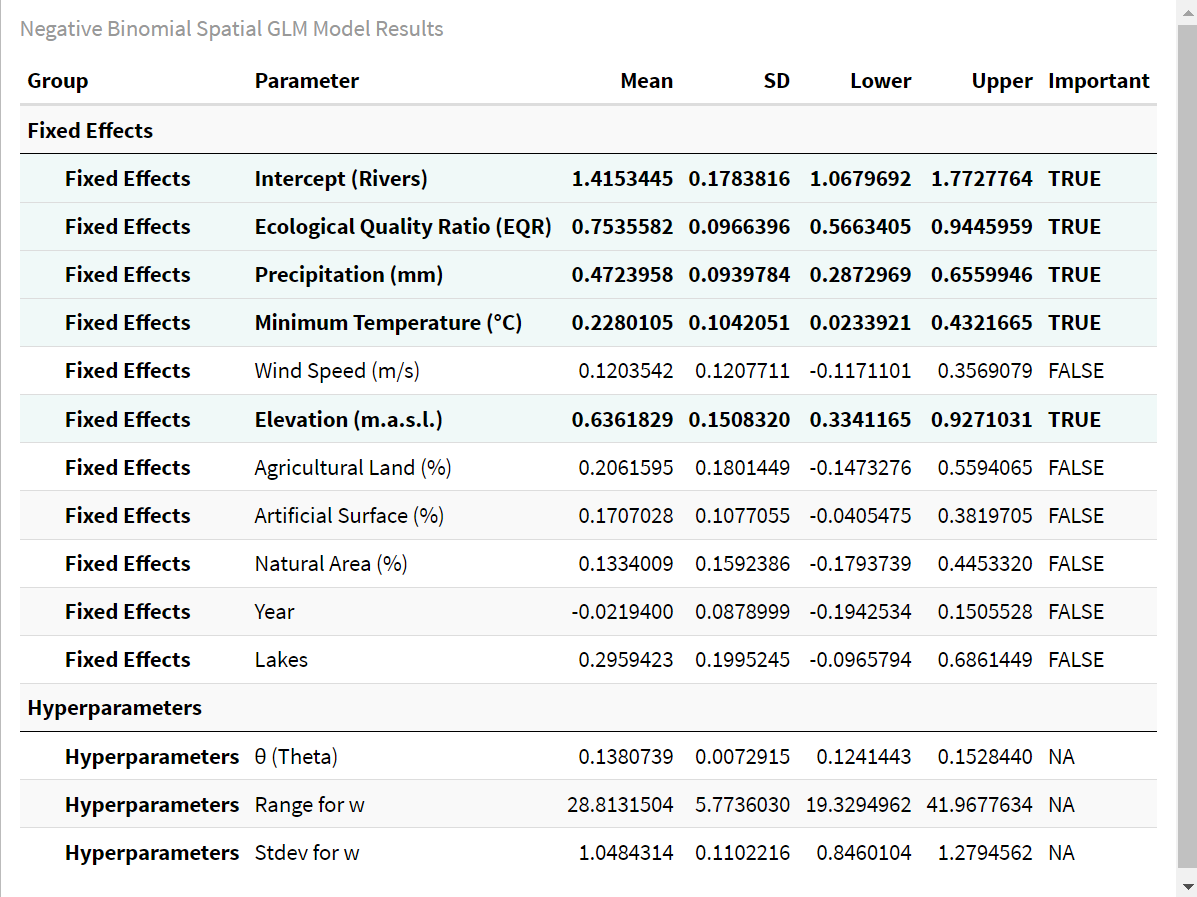 Negative Binomial Spatial GLM Model Results
Group Parameter Mean SD Lower Upper Important
Fixed Effects
Fixed Effects Intercept (Rivers) 1.4153445 0.1783816 1.0679692 1.7727764 TRUE
Fixed Effects Ecological Quality Ratio (EQR) 0.7535582 0.0966396 0.5663405 0.9445959 TRUE
Fixed Effects Precipitation (mm) 0.4723958 0.0939784 0.2872969 0.6559946 TRUE
Fixed Effects Minimum Temperature (°C) 0.2280105 0.1042051 0.0233921 0.4321665 TRUE
Fixed Effects Wind Speed (m/s) 0.1203542 0.1207711 -0.1171101 0.3569079 FALSE
Fixed Effects Elevation (m.a.s.l.) 0.6361829 0.1508320 0.3341165 0.9271031 TRUE
Fixed Effects Agricultural Land (%) 0.2061595 0.1801449 -0.1473276 0.5594065 FALSE
Fixed Effects Artificial Surface (%) 0.1707028 0.1077055 -0.0405475 0.3819705 FALSE
Fixed Effects Natural Area (%) 0.1334009 0.1592386 -0.1793739 0.4453320 FALSE
Fixed Effects Year -0.0219400 0.0878999 -0.1942534 0.1505528 FALSE
Fixed Effects Lakes 0.2959423 0.1995245 -0.0965794 0.6861449 FALSE
Hyperparameters
Hyperparameters θ (Theta) 0.1380739 0.0072915 0.1241443 0.1528440 NA
Hyperparameters Range for w 28.8131504 5.7736030 19.3294962 41.9677634 NA
Hyperparameters Stdev for w 1.0484314 0.1102216 0.8460104 1.2794562 NA